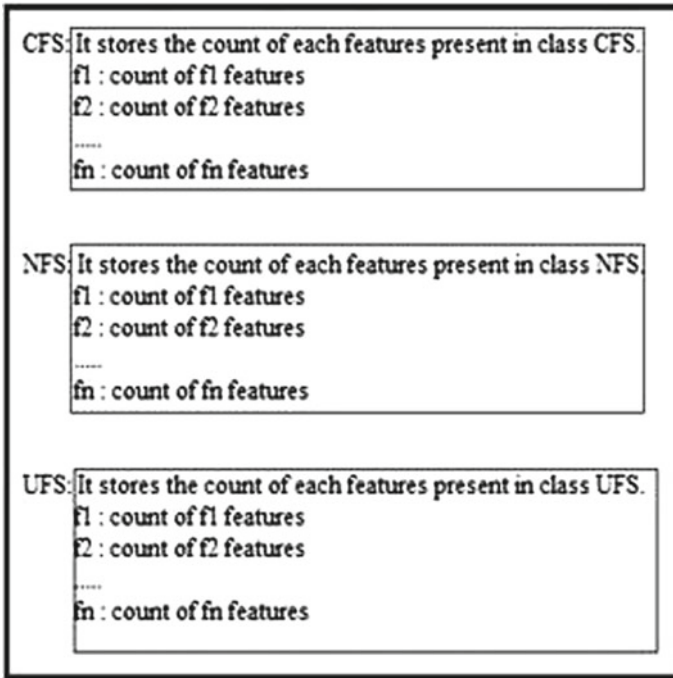 CFS: It stores the count of each features present in class CFS.
f1 : count of f1 features
f2 : count of f2 features
.....
fn : count of fn features
NFS: It stores the count of each features present in class NFS.
f1 : count of f1 features
f2 : count of f2 features
.....
fn : count of fn features
UFS: It stores the count of each features present in class UFS.
f1 : count of f1 features
f2 : count of f2 features
.....
fn : count of fn features